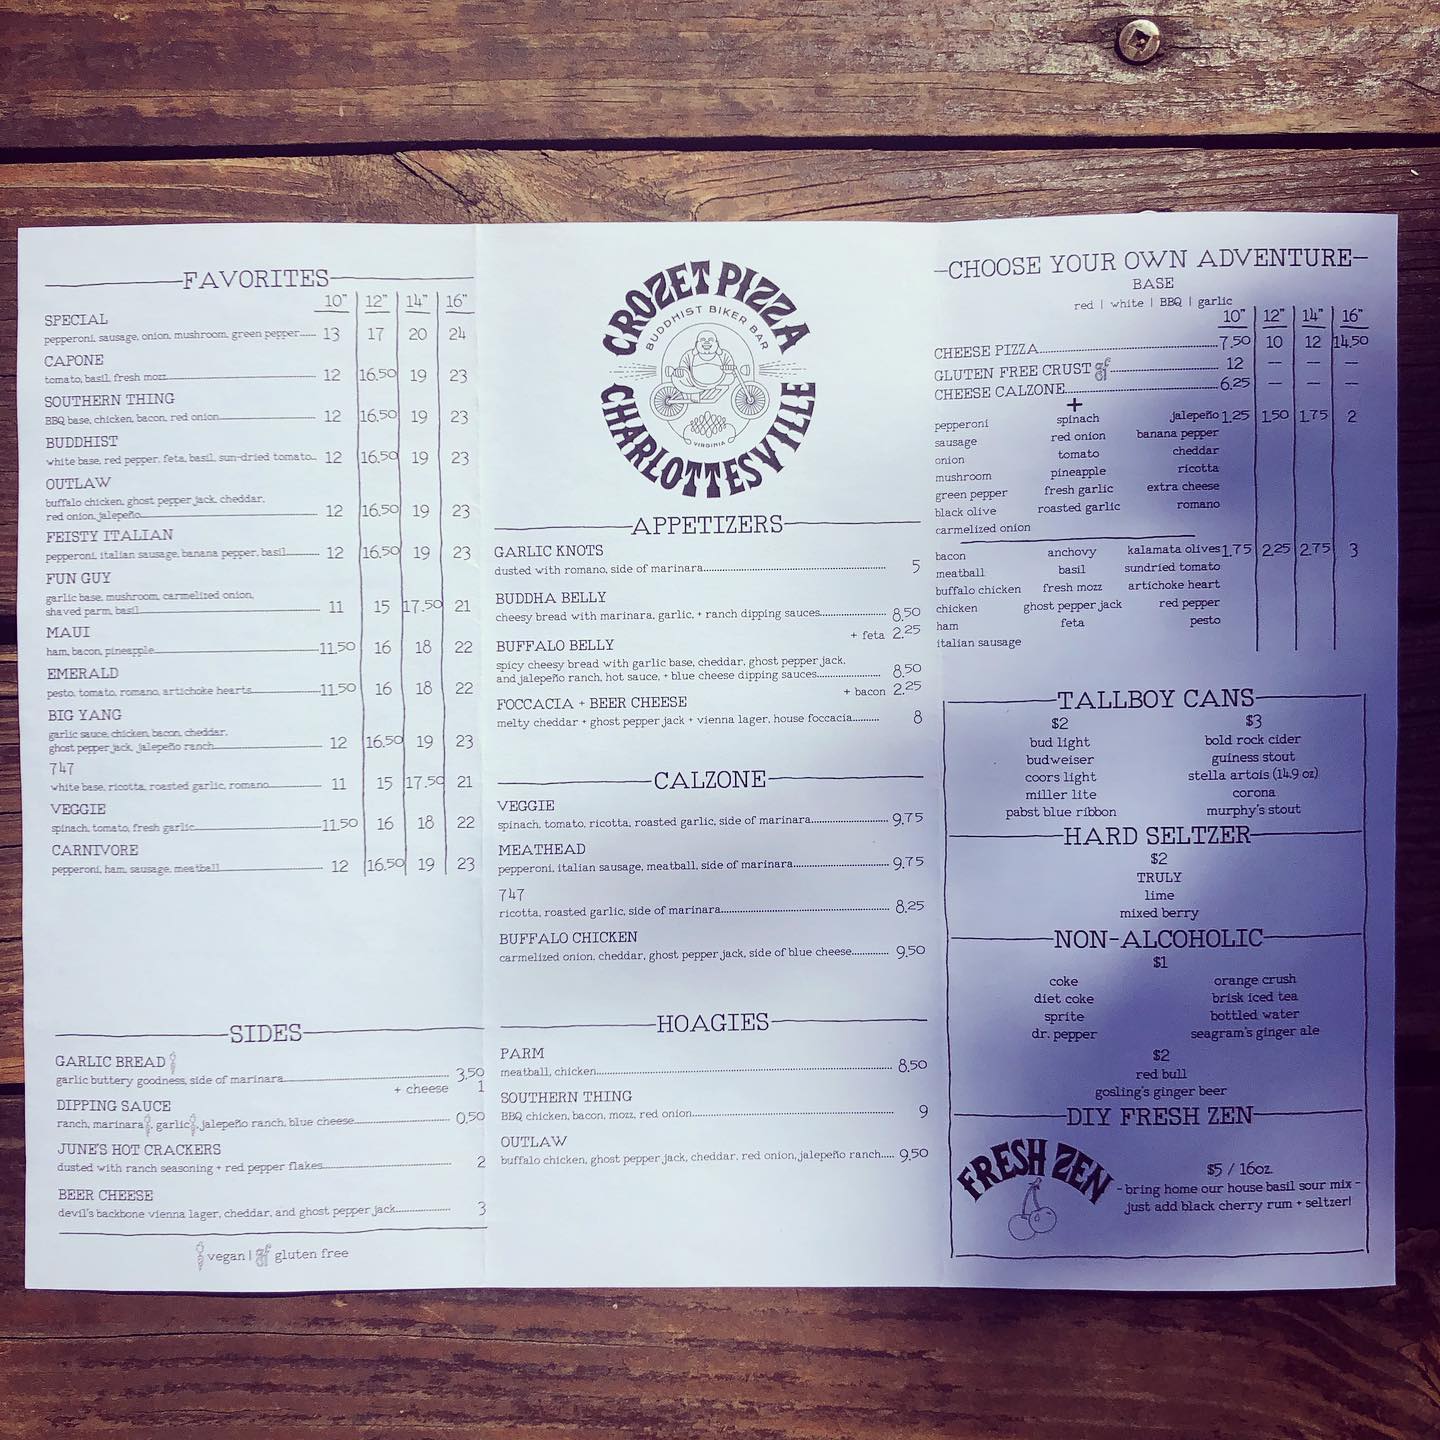 FAVORITES
10" 12" 14" 16"
SPECIAL
pepperoni, sausage, onion, mushroom, green pepper 13 17 20 24
CAPONE
tomato, basil, fresh mozz 12 16.50 19 23
SOUTHERN THING
BBQ base, chicken, bacon, red onion 12 16.50 19 23
BUDDHIST
white base, red pepper, feta, basil, sun-dried tomato 12 16.50 19 23
OUTLAW
buffalo chicken, ghost pepper jack, cheddar,
red onion, jalepeño 12 16.50 19 23
FEISTY ITALIAN
pepperoni, italian sausage, banana pepper, basil 12 16.50 19 23
FUN GUY
garlic base, mushroom, carmelized onion,
shaved parm, basil 11 15 17.50 21
MAUI
ham, bacon, pineapple 11.50 16 18 22
EMERALD
pesto, tomato, romano, artichoke hearts 11.50 16 18 22
BIG YANG
garlic sauce, chicken, bacon, cheddar,
ghost pepper jack, jalepeño ranch 12 16.50 19 23
747
white base, ricotta, roasted garlic, romano 11 15 17.50 21
VEGGIE
spinach, tomato, fresh garlic 11.50 16 18 22
CARNIVORE
pepperoni, ham, sausage, meatball 12 16.50 19 23
SIDES
GARLIC BREAD
garlic buttery goodness, side of marinara 3.50
+ cheese 1
DIPPING SAUCE
ranch, marinara, garlic, jalepeño ranch, blue cheese 0.50
JUNE'S HOT CRACKERS
dusted with ranch seasoning + red pepper flakes 2
BEER CHEESE
devil's backbone vienna lager, cheddar, and ghost pepper jack 3
vegan | gf gluten free
CROZET PIZZA
BUDDHIST BIKER BAR
VIRGINIA
CHARLOTTESVILLE
APPETIZERS
GARLIC KNOTS
dusted with romano, side of marinara 5
BUDDHA BELLY
cheesy bread with marinara, garlic, + ranch dipping sauces 8.50
+ feta 2.25
BUFFALO BELLY
spicy cheesy bread with garlic base, cheddar, ghost pepper jack,
and jalepeño ranch, hot sauce, + blue cheese dipping sauces 8.50
+ bacon 2.25
FOCCACIA + BEER CHEESE
melty cheddar + ghost pepper jack + vienna lager, house foccacia 8
CALZONE
VEGGIE
spinach, tomato, ricotta, roasted garlic, side of marinara 9.75
MEATHEAD
pepperoni, italian sausage, meatball, side of marinara 9.75
747
ricotta, roasted garlic, side of marinara 8.25
BUFFALO CHICKEN
carmelized onion, cheddar, ghost pepper jack, side of blue cheese 9.50
HOAGIES
PARM
meatball, chicken 8.50
SOUTHERN THING
BBQ chicken, bacon, mozz, red onion 9
OUTLAW
buffalo chicken, ghost pepper jack, cheddar, red onion, jalepeño ranch 9.50
CHOOSE YOUR OWN ADVENTURE
BASE
red | white | BBQ | garlic
10" 12" 14" 16"
CHEESE PIZZA 7.50 10 12 14.50
GLUTEN FREE CRUST gf 12 — — —
CHEESE CALZONE 6.25 — — —
+
pepperoni spinach jalepeño 1.25 1.50 1.75 2
sausage red onion banana pepper
onion tomato cheddar
mushroom pineapple ricotta
green pepper fresh garlic extra cheese
black olive roasted garlic romano
carmelized onion
bacon anchovy kalamata olives 1.75 2.25 2.75 3
meatball basil sundried tomato
buffalo chicken fresh mozz artichoke heart
chicken ghost pepper jack red pepper
ham feta pesto
italian sausage
TALLBOY CANS
$2 $3
bud light bold rock cider
budweiser guiness stout
coors light stella artois (14.9 oz)
miller lite corona
pabst blue ribbon murphy's stout
HARD SELTZER
$2
TRULY
lime
mixed berry
NON-ALCOHOLIC
$1
coke orange crush
diet coke brisk iced tea
sprite bottled water
dr. pepper seagram's ginger ale
$2
red bull
gosling's ginger beer
DIY FRESH ZEN
FRESH ZEN
$5 / 16oz.
- bring home our house basil sour mix -
just add black cherry rum + seltzer!